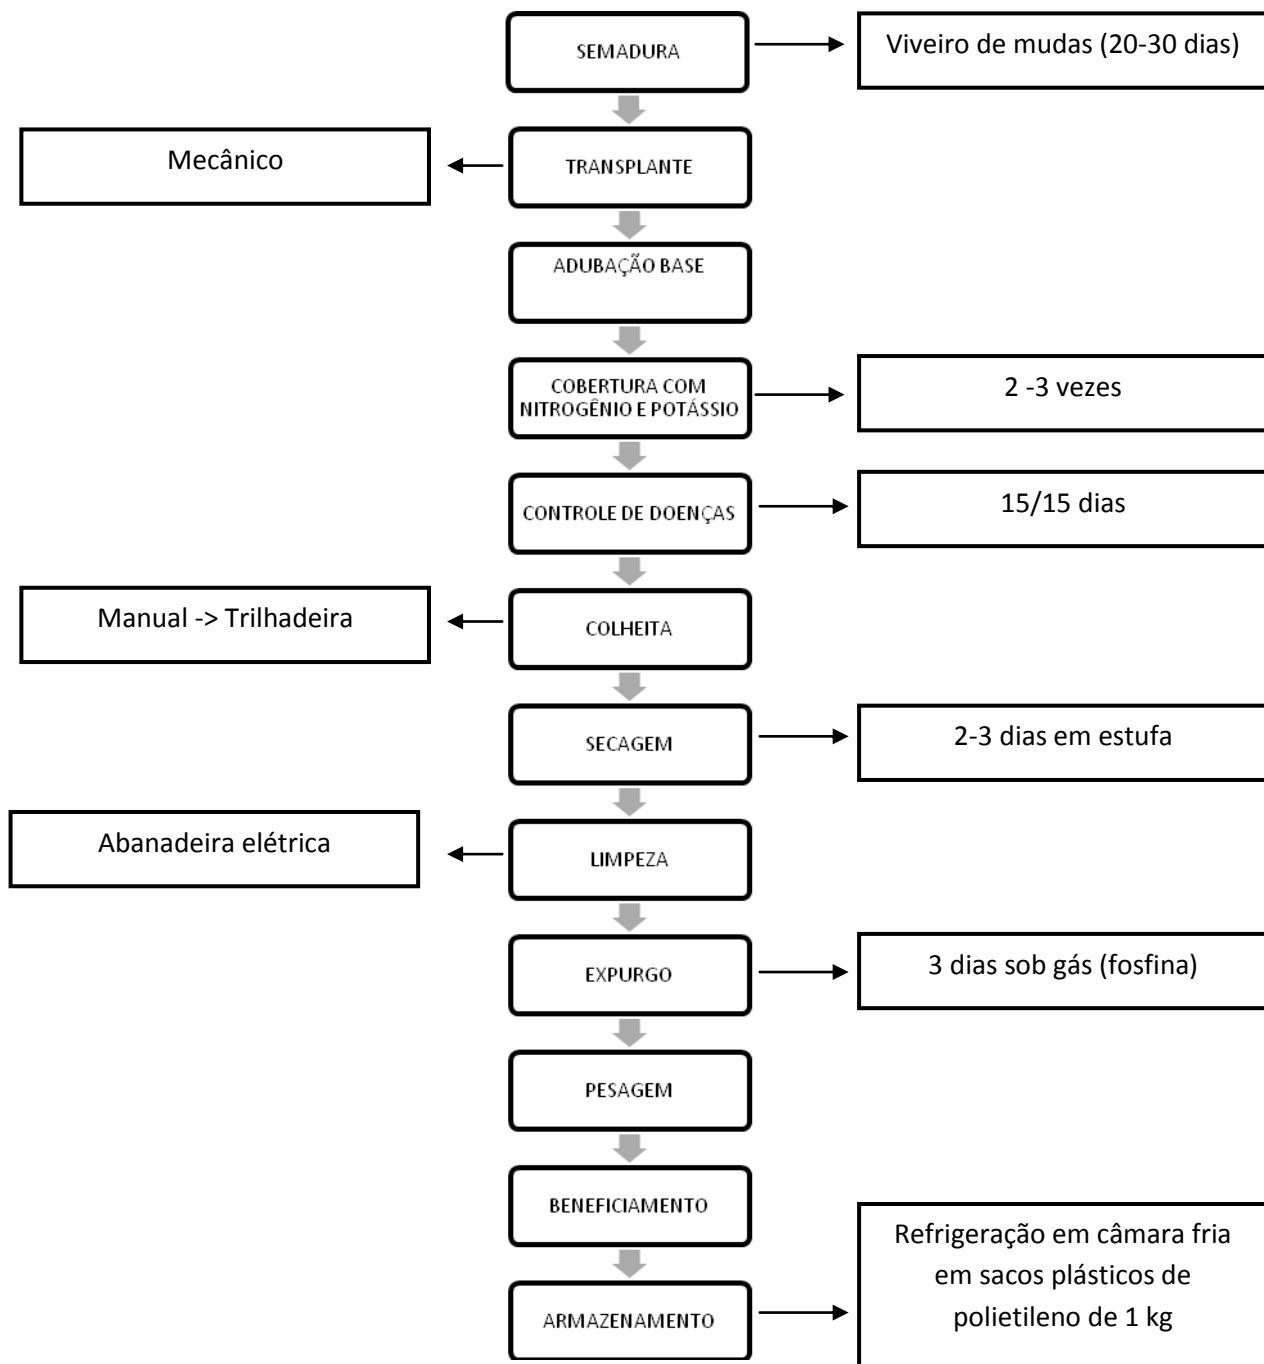 SEMADURA
Viveiro de mudas (20-30 dias)
Mecânico
TRANSPLANTE
ADUBAÇÃO BASE
COBERTURA COM
NITROGÊNIO E POTÁSSIO
2 -3 vezes
CONTROLE DE DOENÇAS
15/15 dias
Manual -> Trilhadeira
COLHEITA
SECAGEM
2-3 dias em estufa
Abanadeira elétrica
LIMPEZA
EXPURGO
3 dias sob gás (fosfina)
PESAGEM
BENEFICIAMENTO
ARMAZENAMENTO
Refrigeração em câmara fria
em sacos plásticos de
polietileno de 1 kg